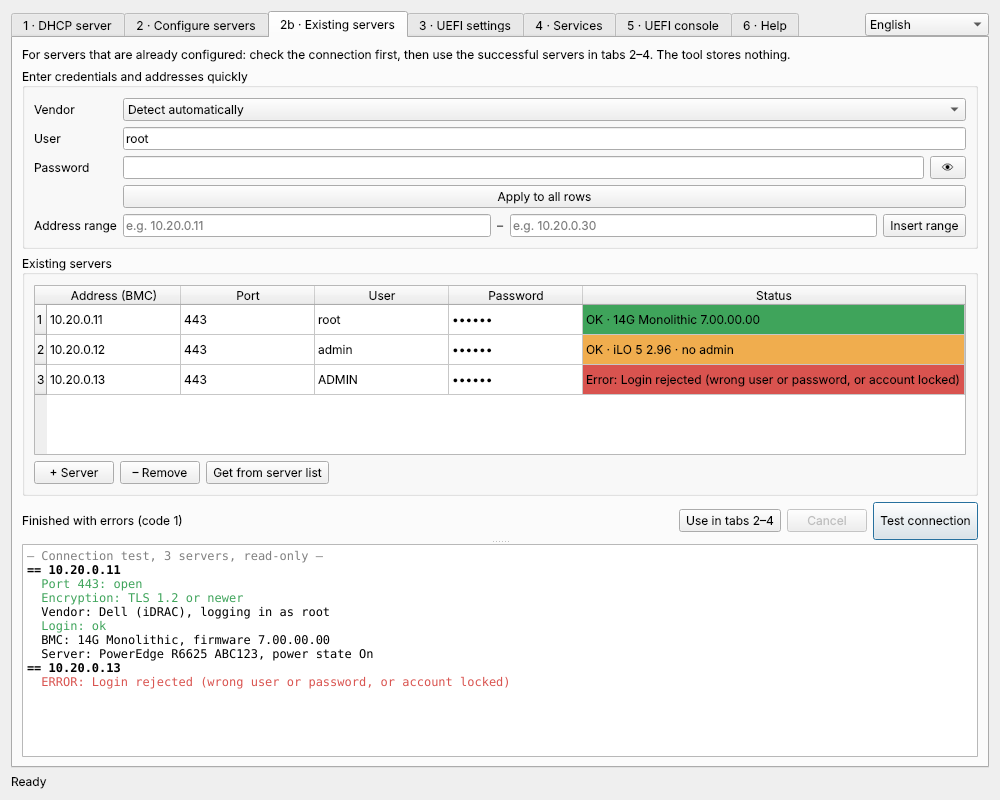 1 · DHCP server 2 · Configure servers 2b · Existing servers 3 · UEFI settings 4 · Services 5 · UEFI console 6 · Help English
For servers that are already configured: check the connection first, then use the successful servers in tabs 2–4. The tool stores nothing.
Enter credentials and addresses quickly
Vendor Detect automatically
User root
Password
Apply to all rows
Address range e.g. 10.20.0.11 – e.g. 10.20.0.30 Insert range
Existing servers
Address (BMC) Port User Password Status
1 10.20.0.11 443 root •••••• OK · 14G Monolithic 7.00.00.00
2 10.20.0.12 443 admin •••••• OK · iLO 5 2.96 · no admin
3 10.20.0.13 443 ADMIN •••••• Error: Login rejected (wrong user or password, or account locked)
+ Server − Remove Get from server list
Finished with errors (code 1) Use in tabs 2–4 Cancel Test connection
— Connection test, 3 servers, read-only —
== 10.20.0.11
Port 443: open
Encryption: TLS 1.2 or newer
Vendor: Dell (iDRAC), logging in as root
Login: ok
BMC: 14G Monolithic, firmware 7.00.00.00
Server: PowerEdge R6625 ABC123, power state On
== 10.20.0.13
ERROR: Login rejected (wrong user or password, or account locked)
Ready